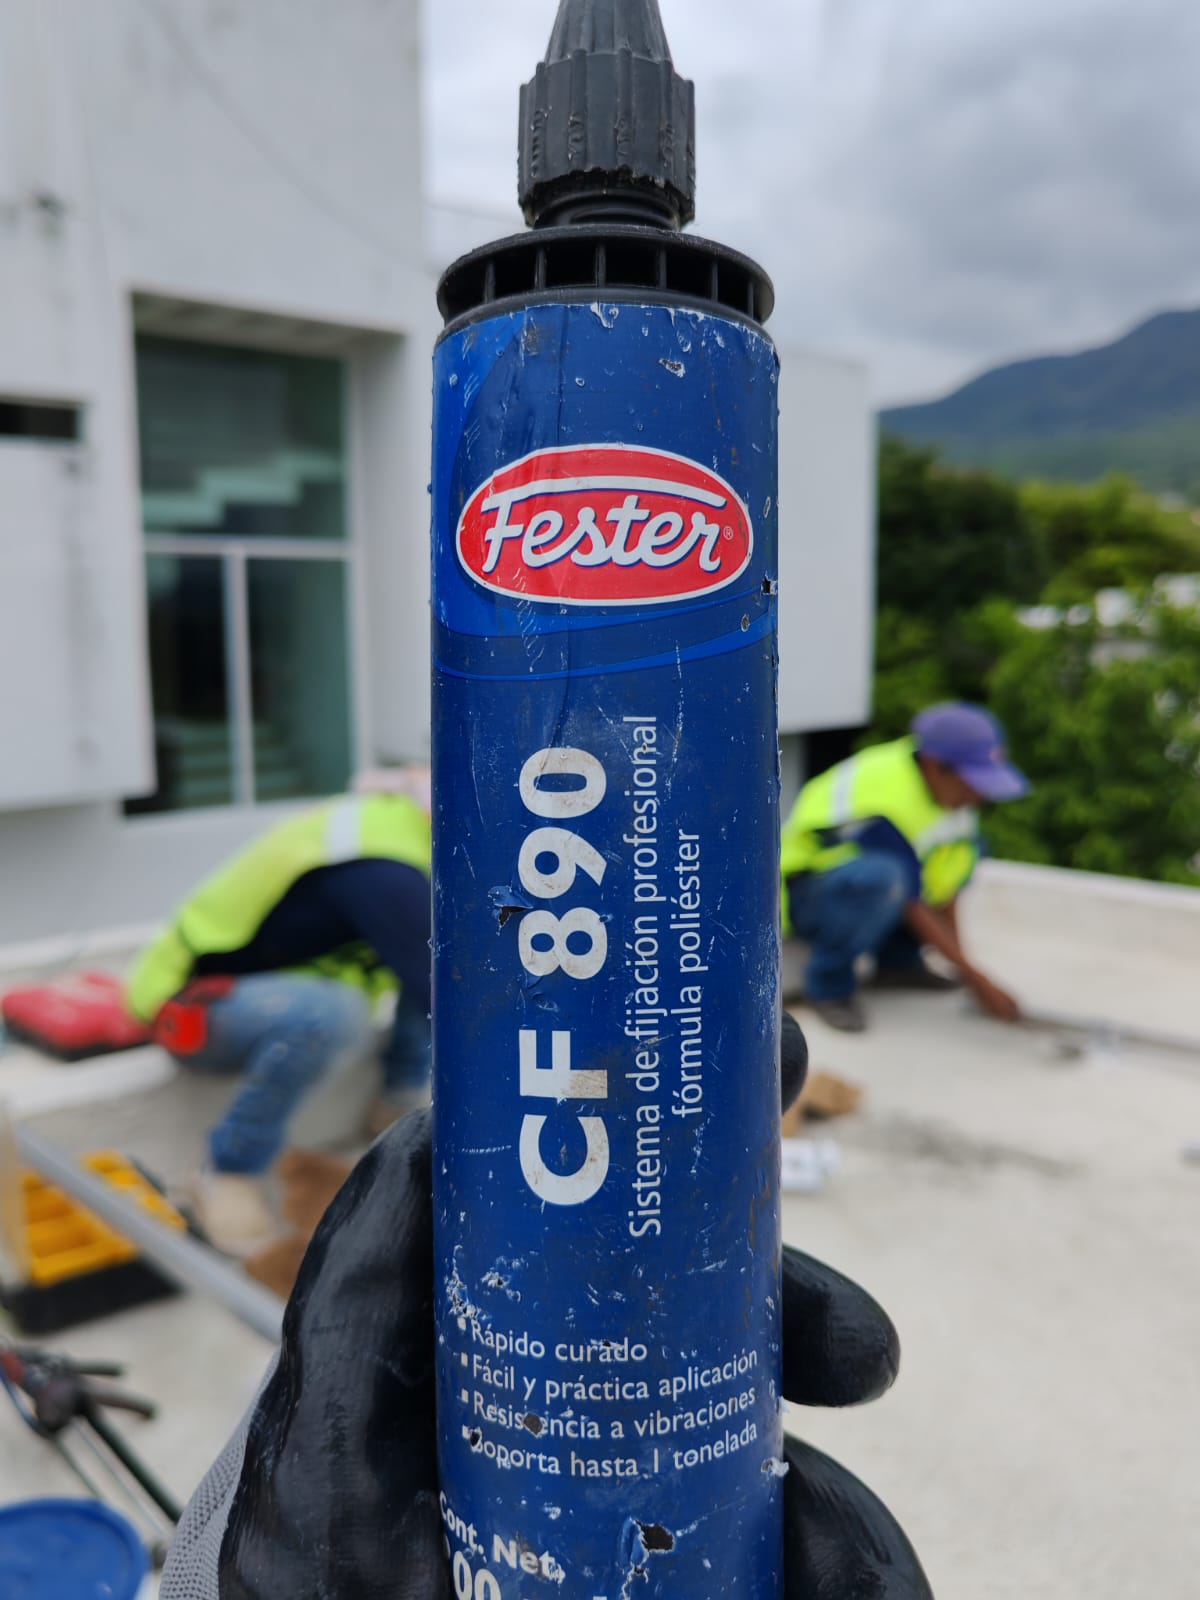 Fester®
CF 890
Sistema de fijación profesional
fórmula poliéster
Rápido curado
Fácil y práctica aplicación
Resistencia a vibraciones
Soporta hasta 1 tonelada
Cont. Net.